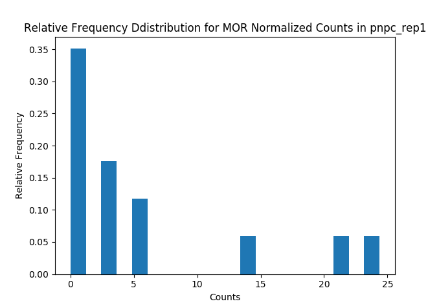 Relative Frequency Ddistribution for MOR Normalized Counts in pnpc_rep1
0.35
0.30
0.25
0.20
0.15
0.10
0.05
0.00
Relative Frequency
0 5 10 15 20 25
Counts